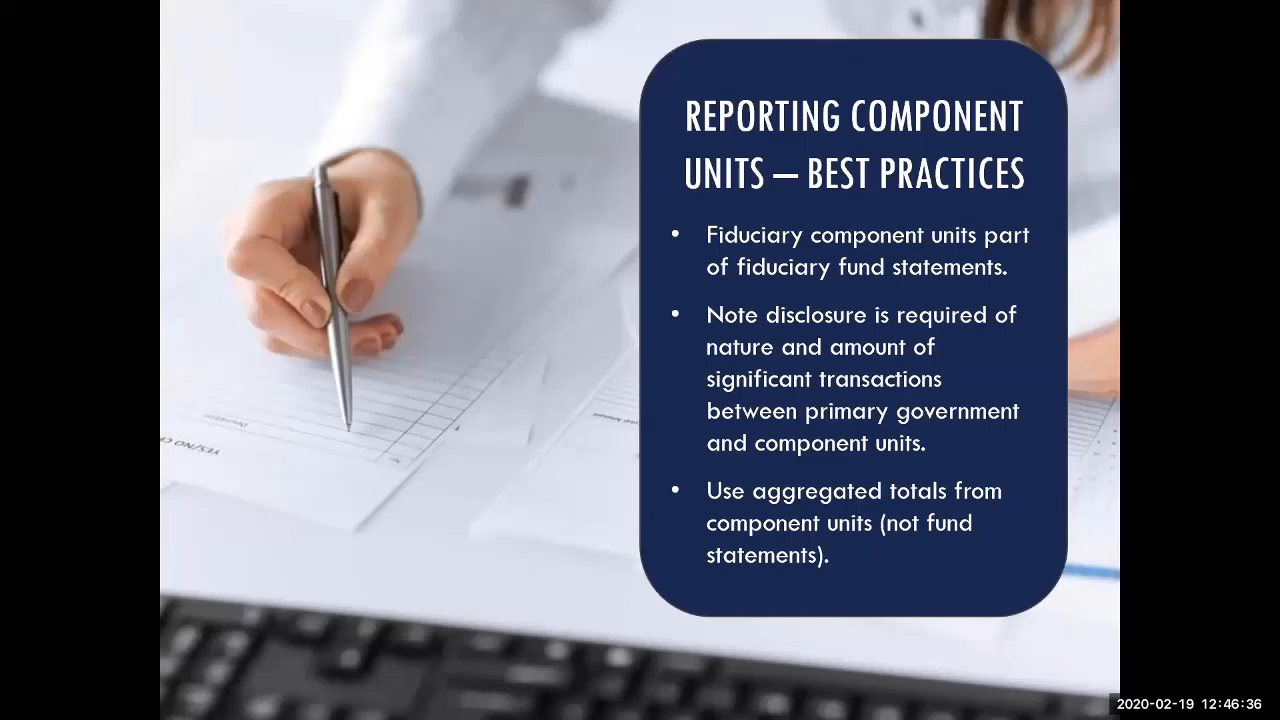 REPORTING COMPONENT
UNITS – BEST PRACTICES
• Fiduciary component units part
of fiduciary fund statements.
• Note disclosure is required of
nature and amount of
significant transactions
between primary government
and component units.
• Use aggregated totals from
component units (not fund
statements).
YES/NO
2020-02-19 12:46:36